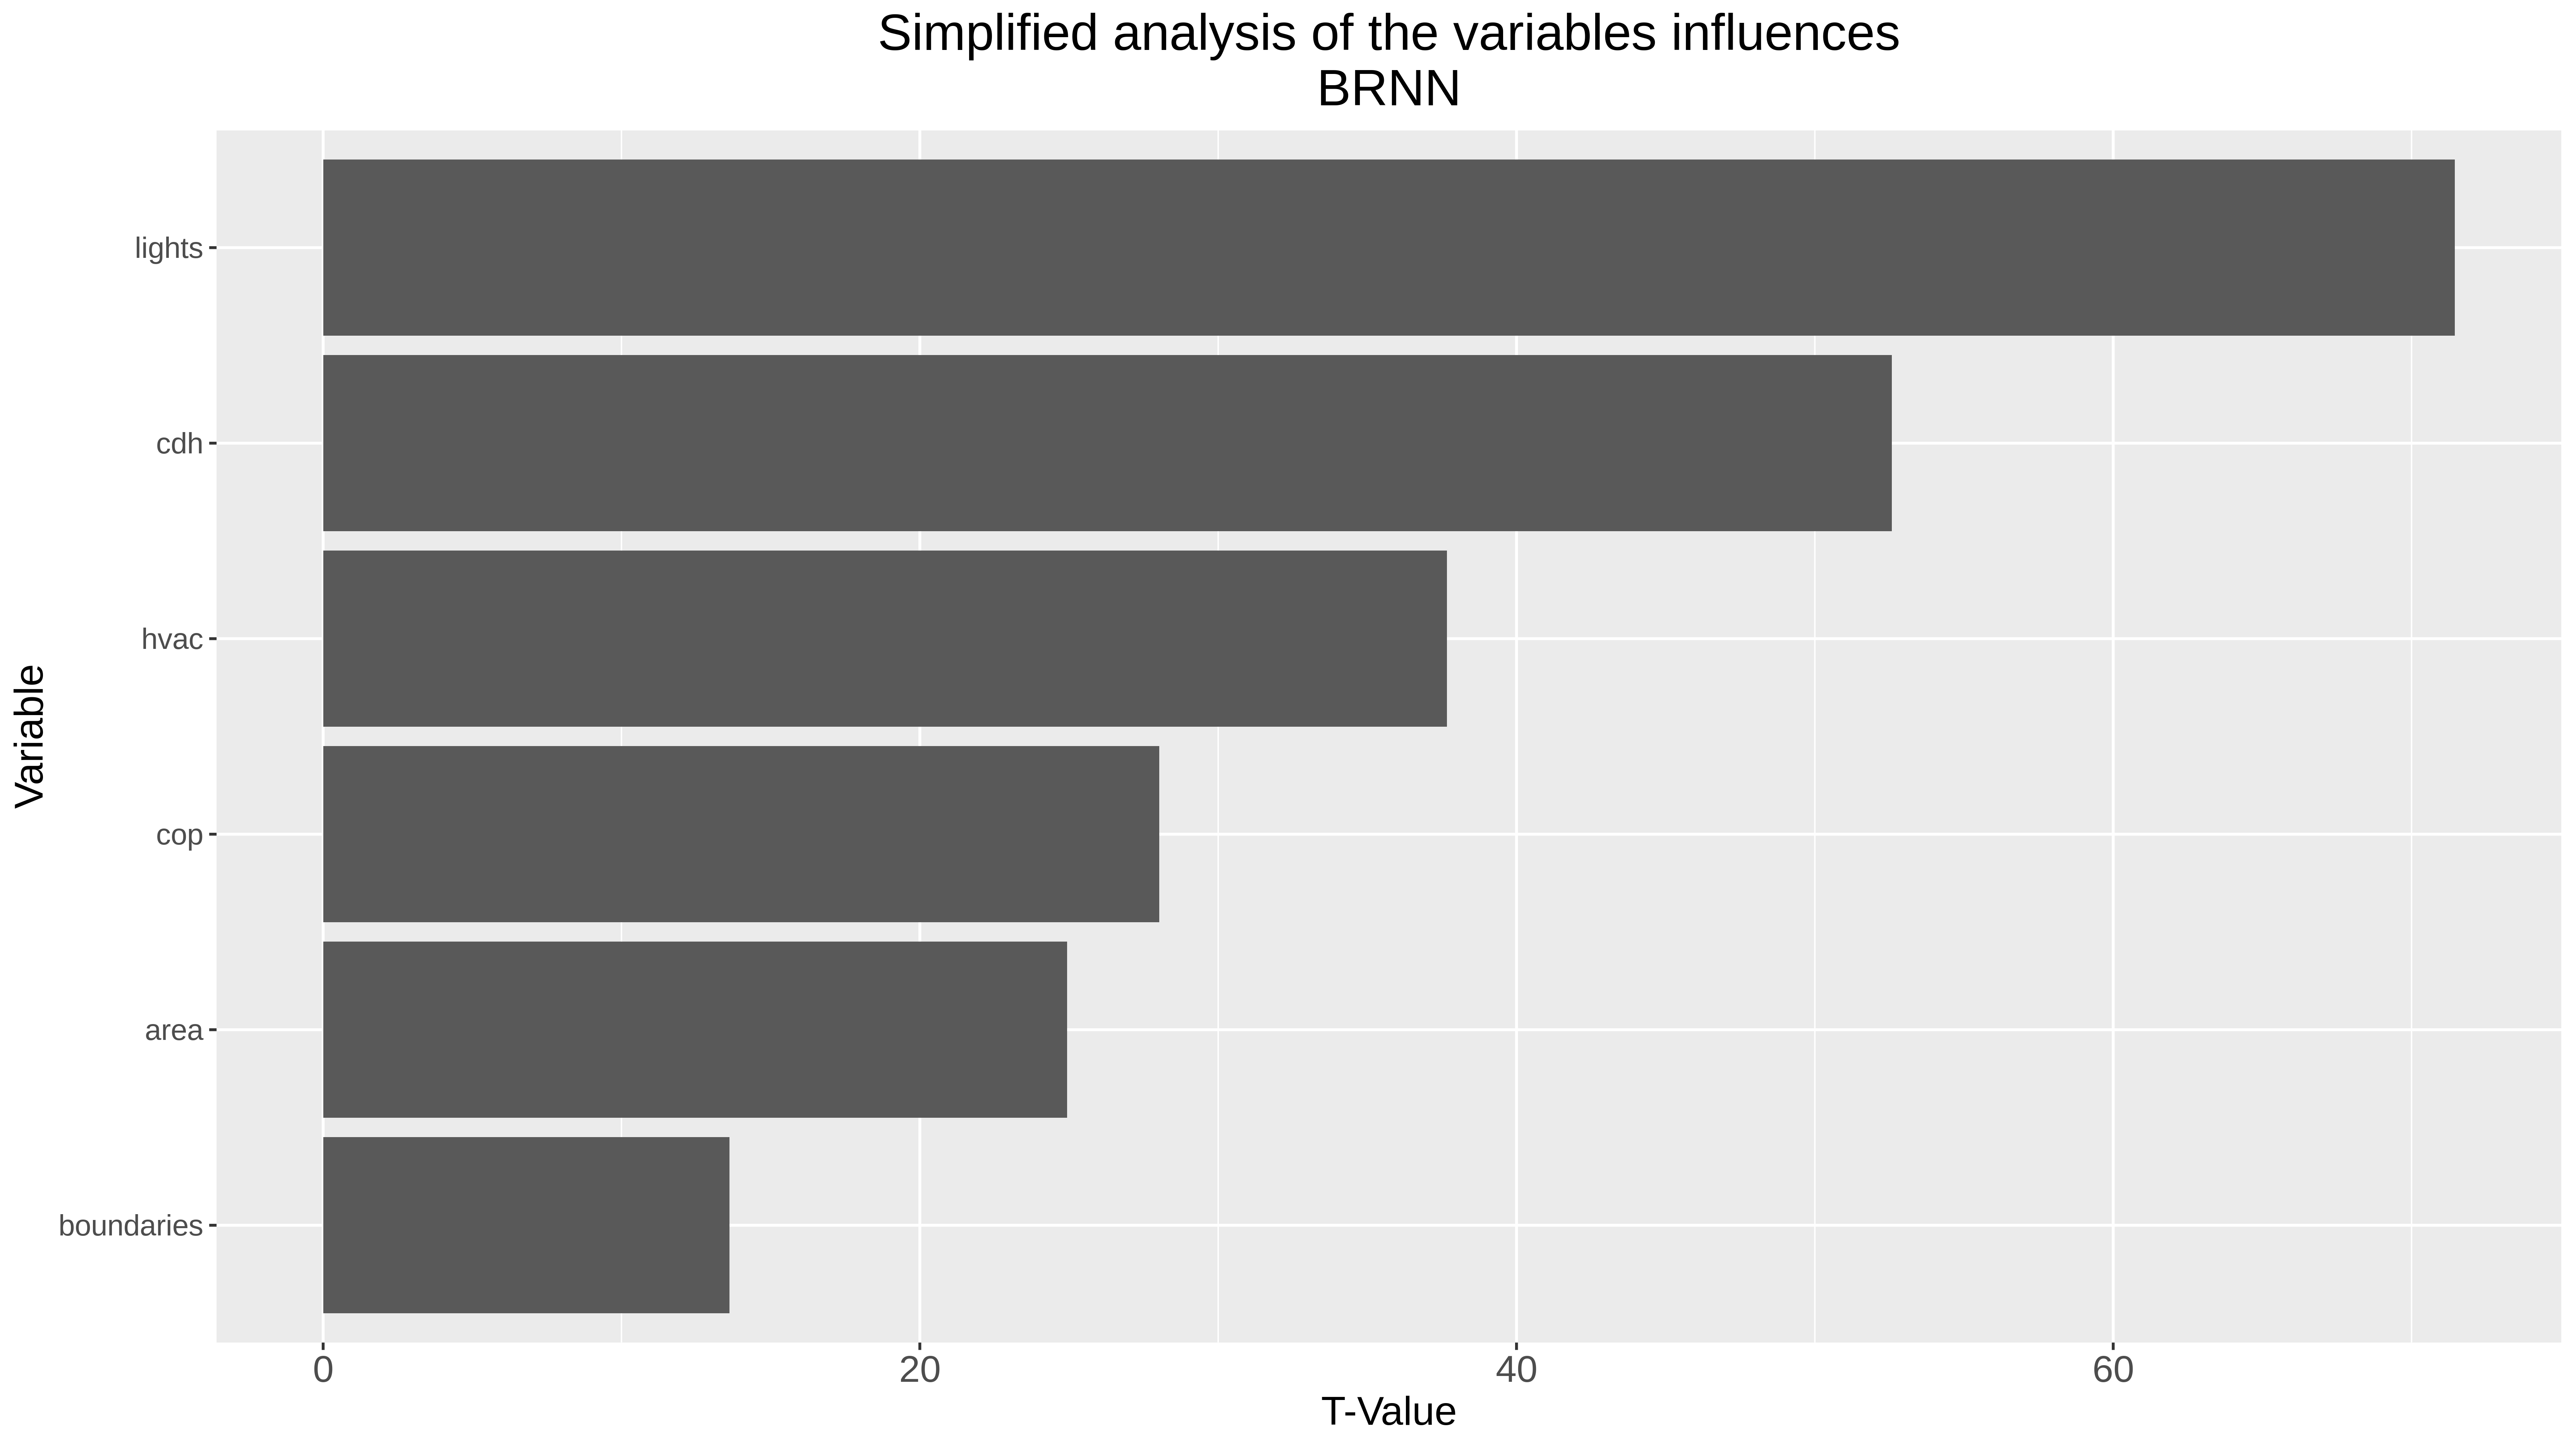 Simplified analysis of the variables influences
BRNN
Variable
lights
cdh
hvac
cop
area
boundaries
0 20 40 60
T-Value